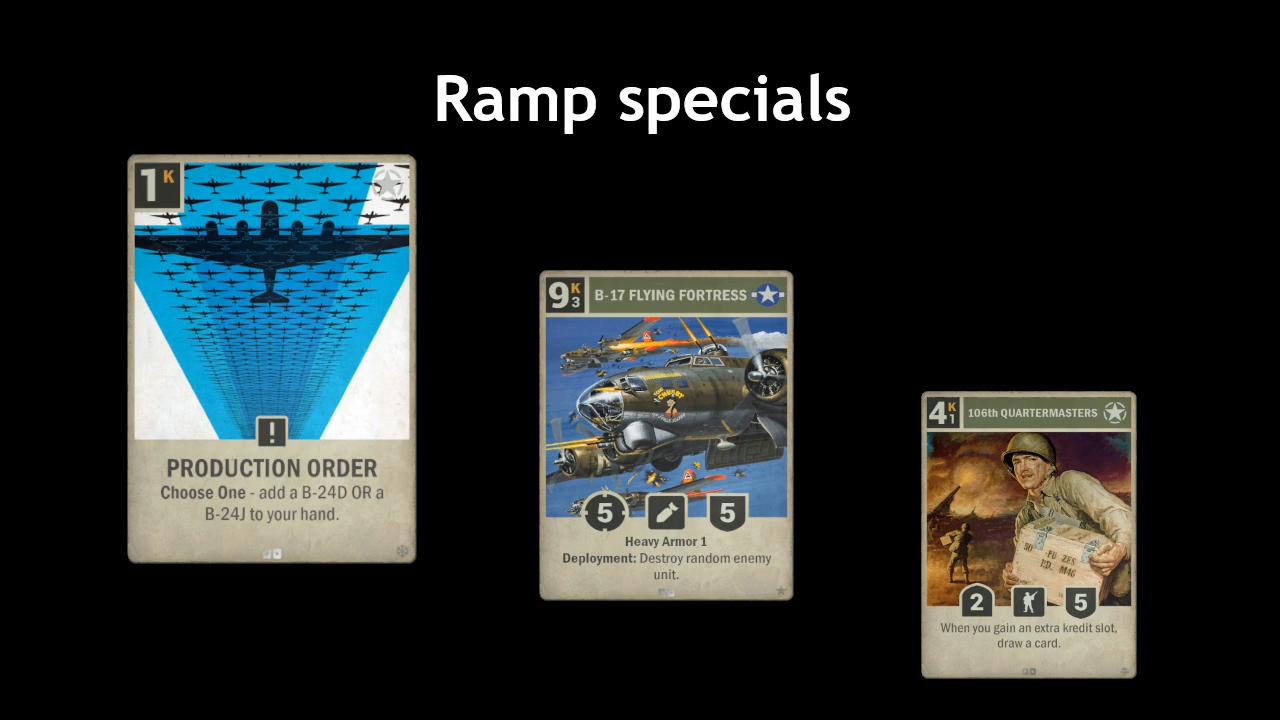 Ramp specials
1K
PRODUCTION ORDER
Choose One - add a B-24D OR a
B-24J to your hand.
9K3
B-17 FLYING FORTRESS
5
5
Heavy Armor 1
Deployment: Destroy random enemy
unit.
4K1
106th QUARTERMASTERS
2
5
When you gain an extra kredit slot,
draw a card.